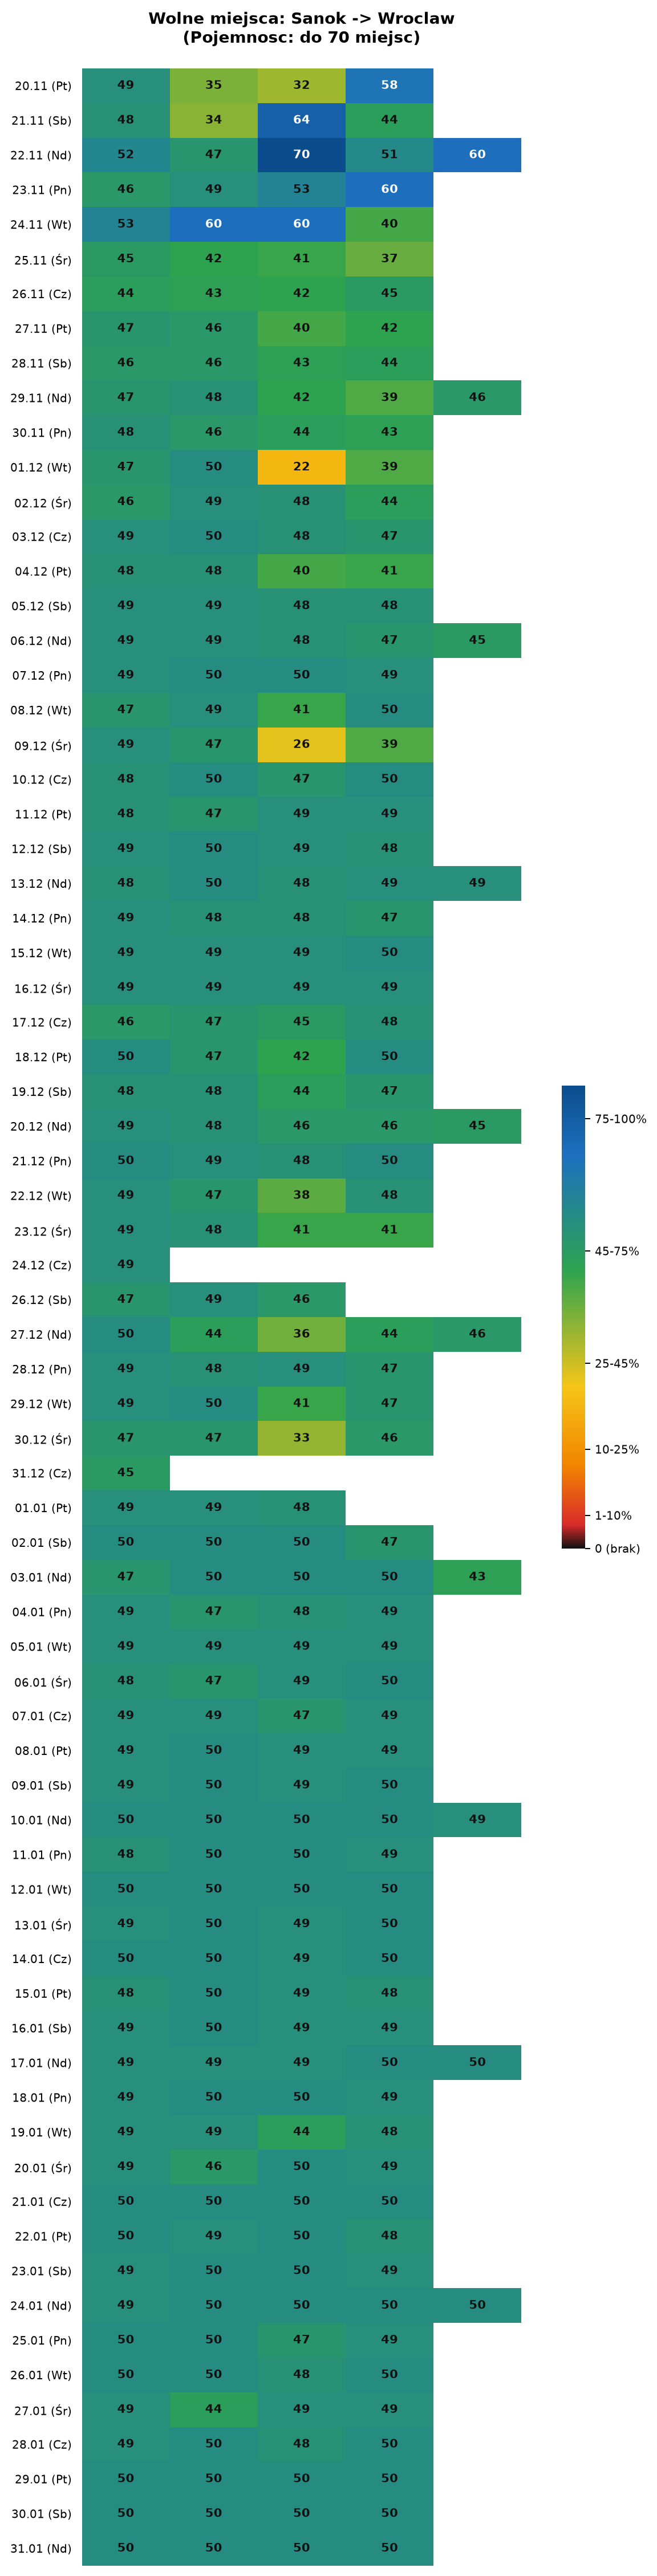 Wolne miejsca: Sanok -> Wroclaw
(Pojemnosc: do 70 miejsc)
20.11 (Pt) 49 35 32 58
21.11 (Sb) 48 34 64 44
22.11 (Nd) 52 47 70 51 60
23.11 (Pn) 46 49 53 60
24.11 (Wt) 53 60 60 40
25.11 (Śr) 45 42 41 37
26.11 (Cz) 44 43 42 45
27.11 (Pt) 47 46 40 42
28.11 (Sb) 46 46 43 44
29.11 (Nd) 47 48 42 39 46
30.11 (Pn) 48 46 44 43
01.12 (Wt) 47 50 22 39
02.12 (Śr) 46 49 48 44
03.12 (Cz) 49 50 48 47
04.12 (Pt) 48 48 40 41
05.12 (Sb) 49 49 48 48
06.12 (Nd) 49 49 48 47 45
07.12 (Pn) 49 50 50 49
08.12 (Wt) 47 49 41 50
09.12 (Śr) 49 47 26 39
10.12 (Cz) 48 50 47 50
11.12 (Pt) 48 47 49 49
12.12 (Sb) 49 50 49 48
13.12 (Nd) 48 50 48 49 49
14.12 (Pn) 49 48 48 47
15.12 (Wt) 49 49 49 50
16.12 (Śr) 49 49 49 49
17.12 (Cz) 46 47 45 48
18.12 (Pt) 50 47 42 50
19.12 (Sb) 48 48 44 47
20.12 (Nd) 49 48 46 46 45
21.12 (Pn) 50 49 48 50
22.12 (Wt) 49 47 38 48
23.12 (Śr) 49 48 41 41
24.12 (Cz) 49
26.12 (Sb) 47 49 46
27.12 (Nd) 50 44 36 44 46
28.12 (Pn) 49 48 49 47
29.12 (Wt) 49 50 41 47
30.12 (Śr) 47 47 33 46
31.12 (Cz) 45
01.01 (Pt) 49 49 48
02.01 (Sb) 50 50 50 47
03.01 (Nd) 47 50 50 50 43
04.01 (Pn) 49 47 48 49
05.01 (Wt) 49 49 49 49
06.01 (Śr) 48 47 49 50
07.01 (Cz) 49 49 47 49
08.01 (Pt) 49 50 49 49
09.01 (Sb) 49 50 49 50
10.01 (Nd) 50 50 50 50 49
11.01 (Pn) 48 50 50 49
12.01 (Wt) 50 50 50 50
13.01 (Śr) 49 50 49 50
14.01 (Cz) 50 50 49 50
15.01 (Pt) 48 50 49 48
16.01 (Sb) 49 50 49 49
17.01 (Nd) 49 49 49 50 50
18.01 (Pn) 49 50 50 49
19.01 (Wt) 49 49 44 48
20.01 (Śr) 49 46 50 49
21.01 (Cz) 50 50 50 50
22.01 (Pt) 50 49 50 48
23.01 (Sb) 49 50 50 49
24.01 (Nd) 49 50 50 50 50
25.01 (Pn) 50 50 47 49
26.01 (Wt) 50 50 48 50
27.01 (Śr) 49 44 49 49
28.01 (Cz) 49 50 48 50
29.01 (Pt) 50 50 50 50
30.01 (Sb) 50 50 50 50
31.01 (Nd) 50 50 50 50
75-100%
45-75%
25-45%
10-25%
1-10%
0 (brak)